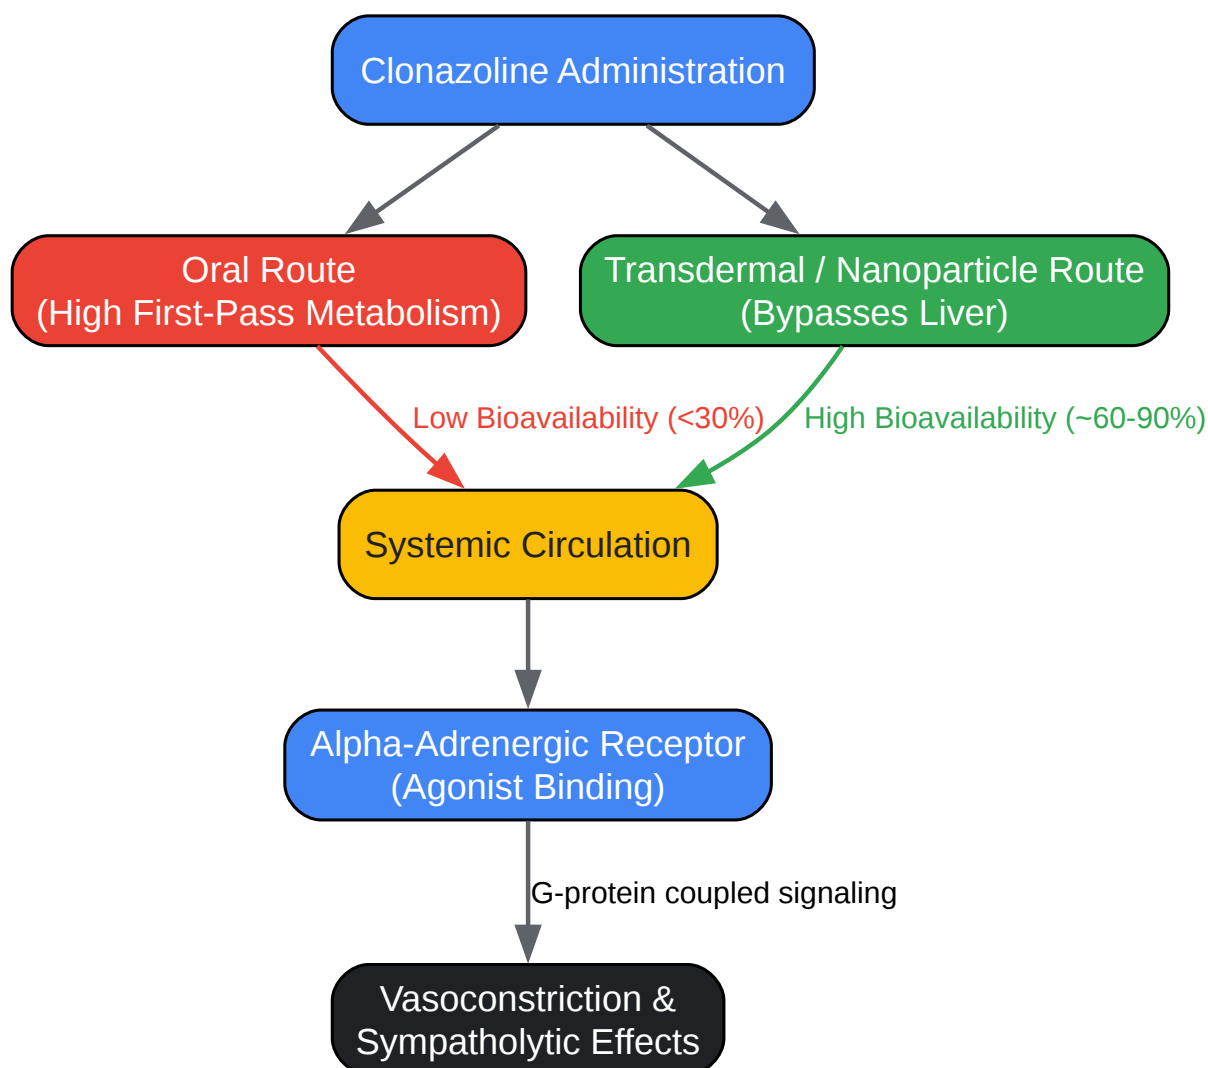 Clonazoline Administration
Oral Route
(High First-Pass Metabolism)
Transdermal / Nanoparticle Route
(Bypasses Liver)
Low Bioavailability (<30%)
High Bioavailability (~60-90%)
Systemic Circulation
Alpha-Adrenergic Receptor
(Agonist Binding)
G-protein coupled signaling
Vasoconstriction &
Sympatholytic Effects